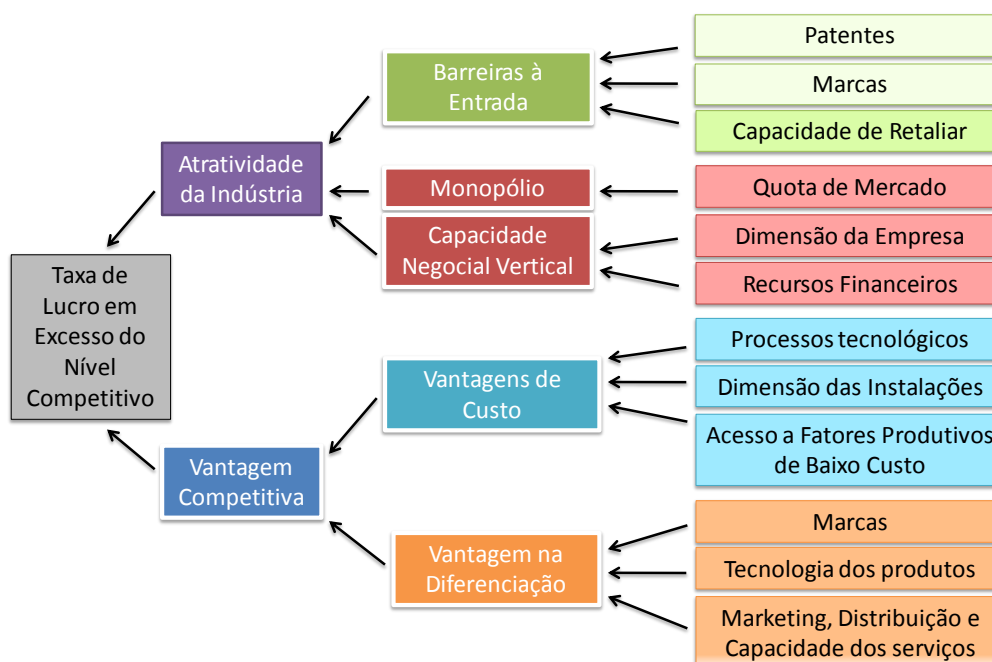 Patentes
Barreiras à
Entrada
Marcas
Capacidade de Retaliar
Atratividade
da Indústria
Monopólio
Quota de Mercado
Capacidade
Negocial Vertical
Dimensão da Empresa
Recursos Financeiros
Taxa de
Lucro em
Excesso do
Nível
Competitivo
Processos tecnológicos
Vantagens de
Custo
Dimensão das Instalações
Acesso a Fatores Produtivos
de Baixo Custo
Vantagem
Competitiva
Marcas
Vantagem na
Diferenciação
Tecnologia dos produtos
Marketing, Distribuição e
Capacidade dos serviços